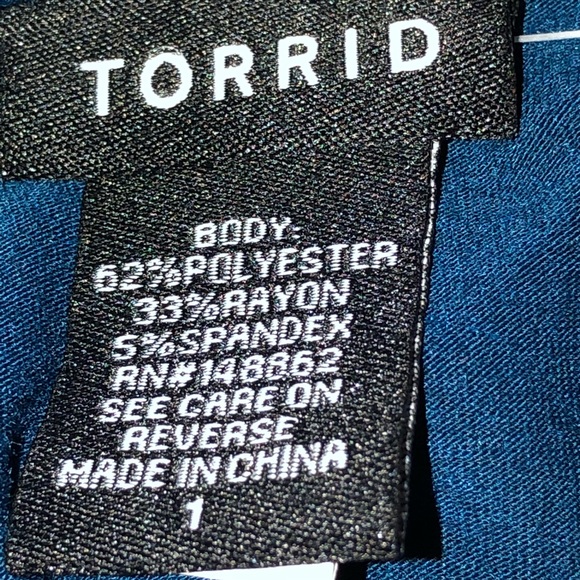 TORRID
BODY:
62%POLYESTER
33%RAYON
5%SPANDEX
RN#148862
SEE CARE ON
REVERSE
MADE IN CHINA
1